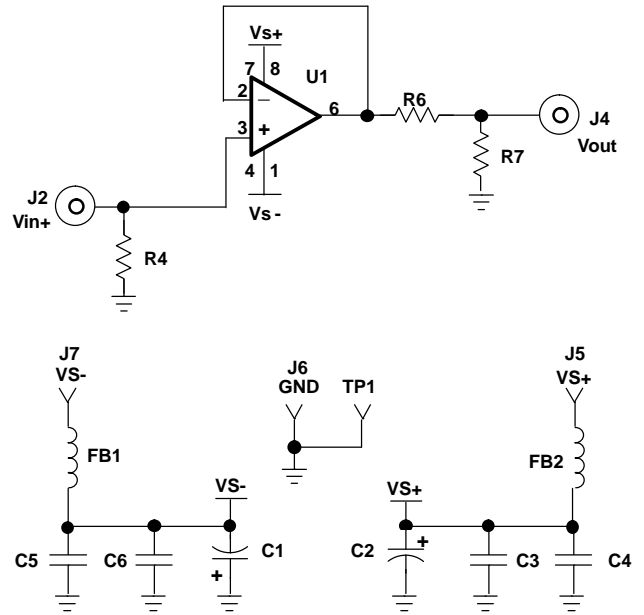 Vs+
7 8
U1
2 –
6
R6
3 +
J4
Vout
R7
4 1
J2
Vin+
Vs-
R4
J7
VS-
J6
GND
TP1
J5
VS+
FB1
FB2
VS-
VS+
C5
C6
C1
+
C2
+
C3
C4